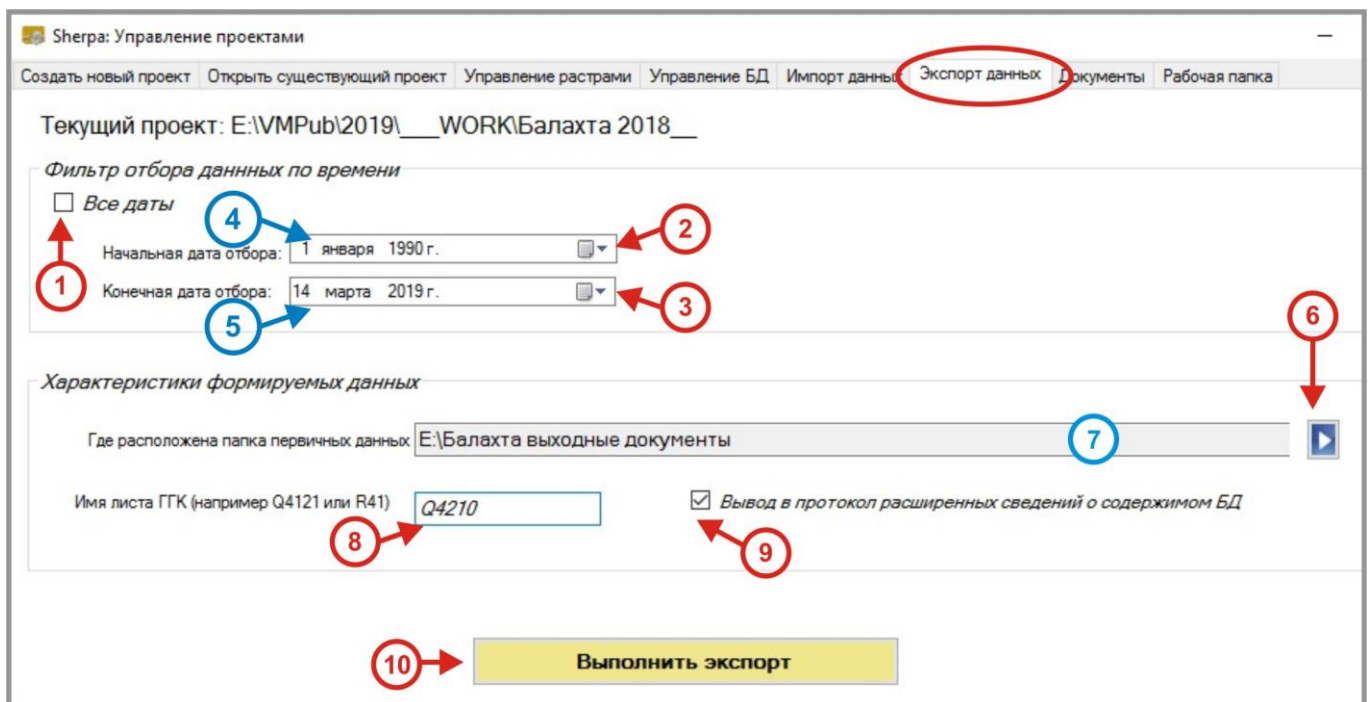 Sherpa: Управление проектами
Создать новый проект Открыть существующий проект Управление растрами Управление БД Импорт данных Экспорт данных Документы Рабочая папка
Текущий проект: E:\VMPub\2019\___WORK\Балахта 2018__
Фильтр отбора даннных по времени
Все даты
4
2
Начальная дата отбора: 1 января 1990 г.
1
Конечная дата отбора: 14 марта 2019 г.
3
5
6
Характеристики формируемых данных
Где расположена папка первичных данных E:\Балахта выходные документы
7
Имя листа ГГК (например Q4121 или R41) Q4210 Вывод в протокол расширенных сведений о содержимом БД
8
9
10 Выполнить экспорт